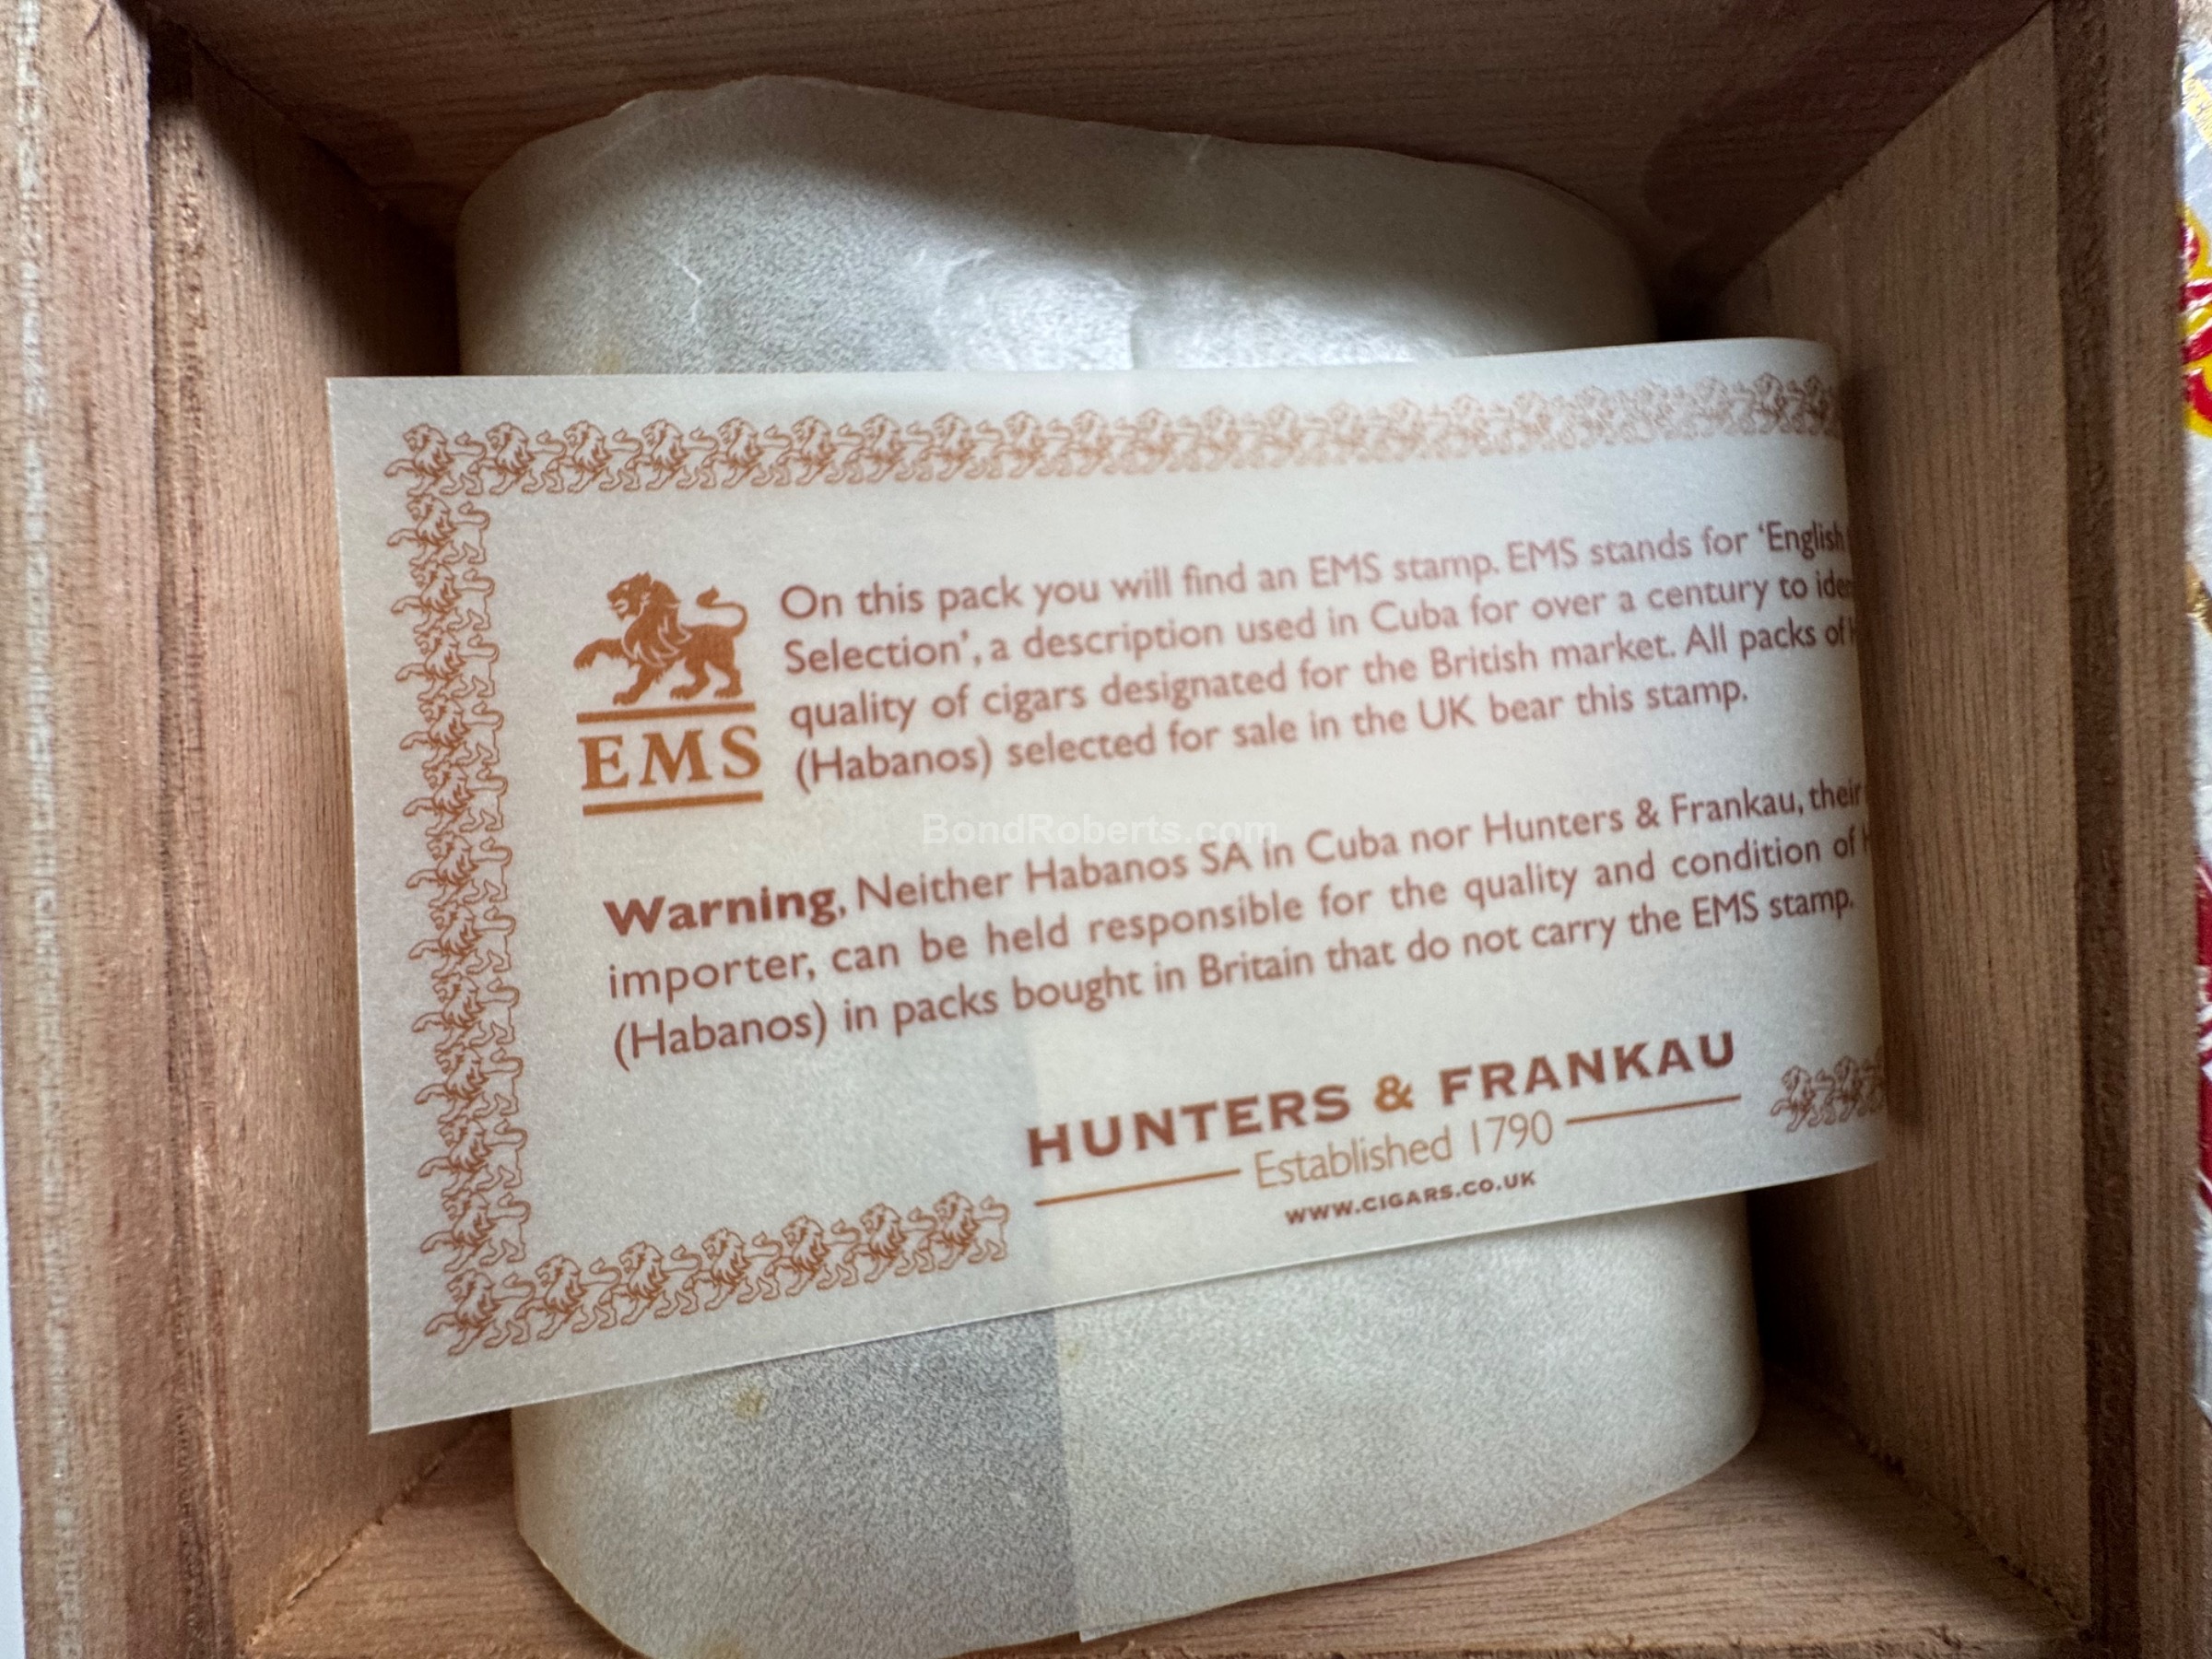 On this pack you will find an EMS stamp. EMS stands for ‘English
Selection’, a description used in Cuba for over a century to
quality of cigars designated for the British market. All packs of
(Habanos) selected for sale in the UK bear this stamp.
EMS
Warning, Neither Habanos SA in Cuba nor Hunters & Frankau, their
importer, can be held responsible for the quality and condition of
(Habanos) in packs bought in Britain that do not carry the EMS stamp.
HUNTERS & FRANKAU
Established 1790
WWW.CIGARS.CO.UK
BondRoberts.com